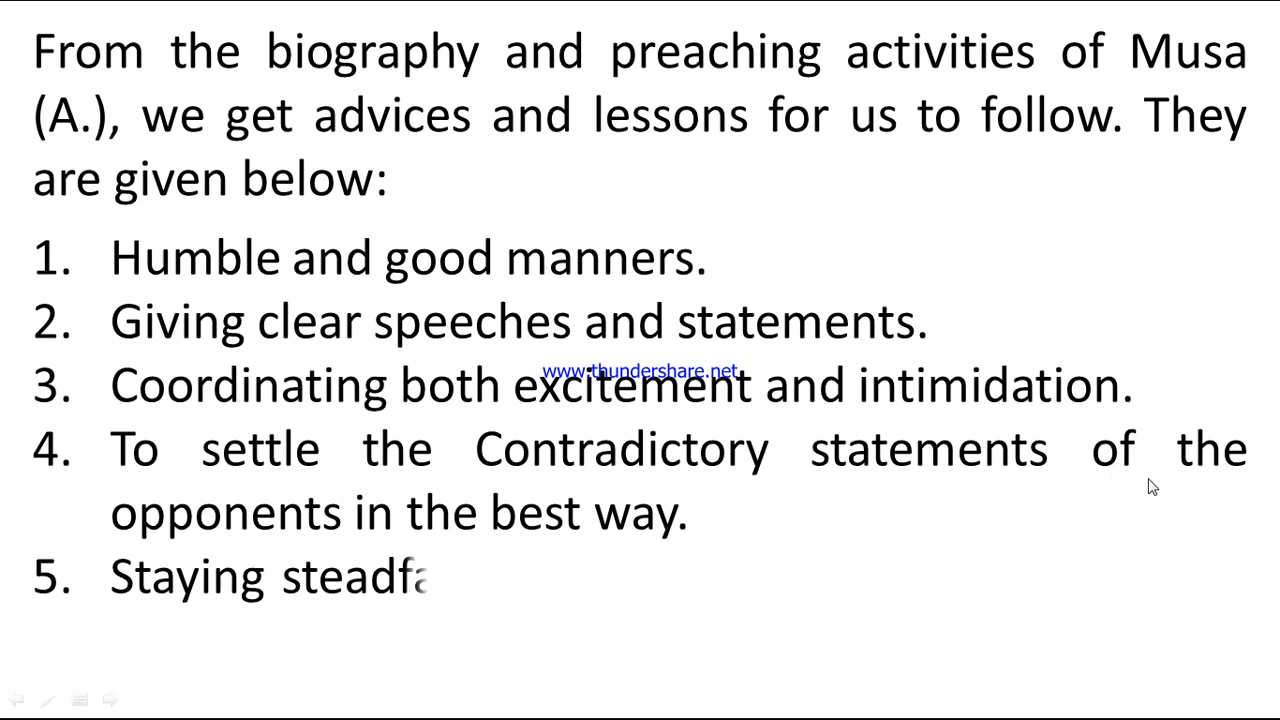 From the biography and preaching activities of Musa
(A.), we get advices and lessons for us to follow. They
are given below:
1. Humble and good manners.
2. Giving clear speeches and statements.
www.thundershare.net
3. Coordinating both excitement and intimidation.
4. To settle the Contradictory statements of the
opponents in the best way.
5. Staying